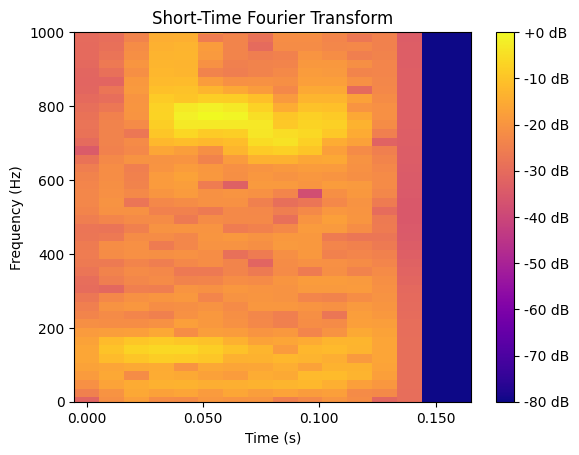 Short-Time Fourier Transform
1000
800
600
400
200
0
Frequency (Hz)
0.000
0.050
0.100
0.150
Time (s)
+0 dB
-10 dB
-20 dB
-30 dB
-40 dB
-50 dB
-60 dB
-70 dB
-80 dB